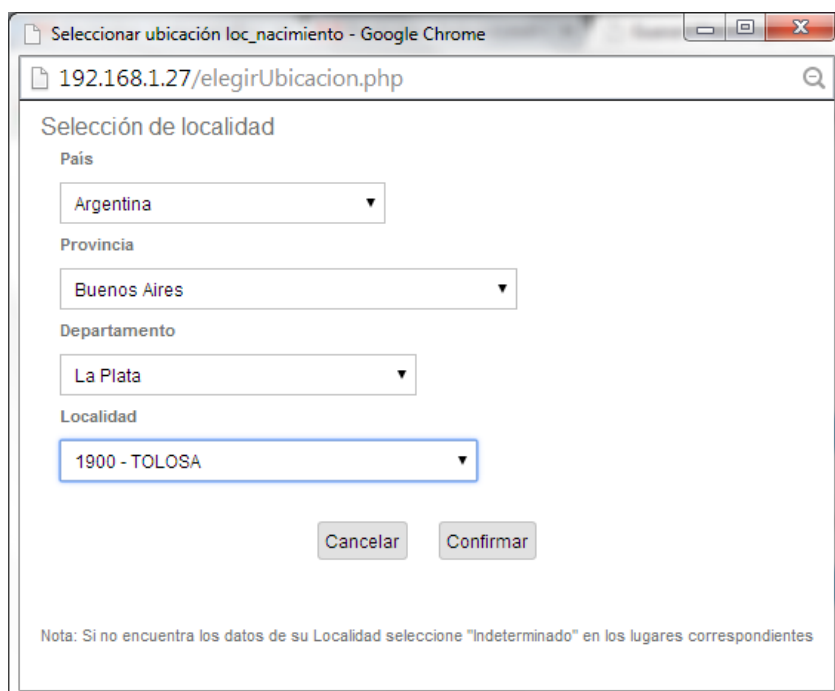 Seleccionar ubicación loc_nacimiento - Google Chrome
192.168.1.27/elegirUbicacion.php
Selección de localidad
País
Argentina
Provincia
Buenos Aires
Departamento
La Plata
Localidad
1900 - TOLOSA
Cancelar Confirmar
Nota: Si no encuentra los datos de su Localidad seleccione "Indeterminado" en los lugares correspondientes